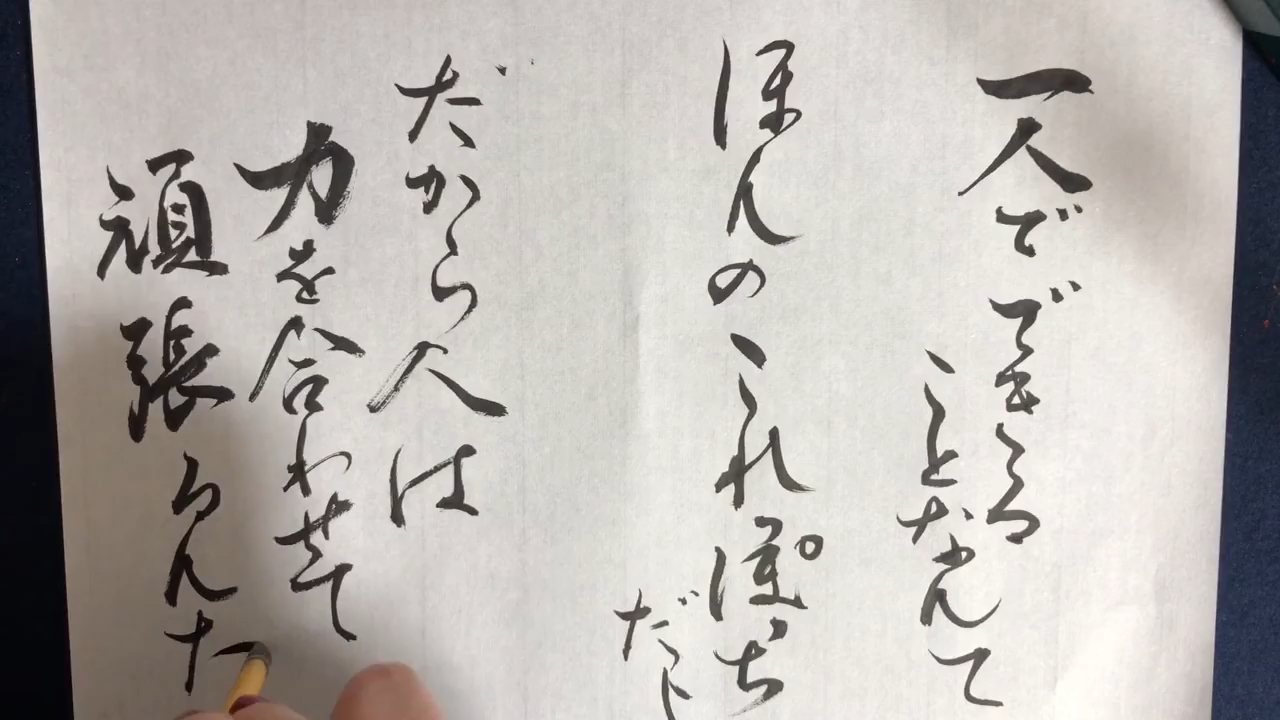 一人でできる
ことなんて
ほんのこれぽっち
だ
だから人は
力を合わせて
頑張るんた